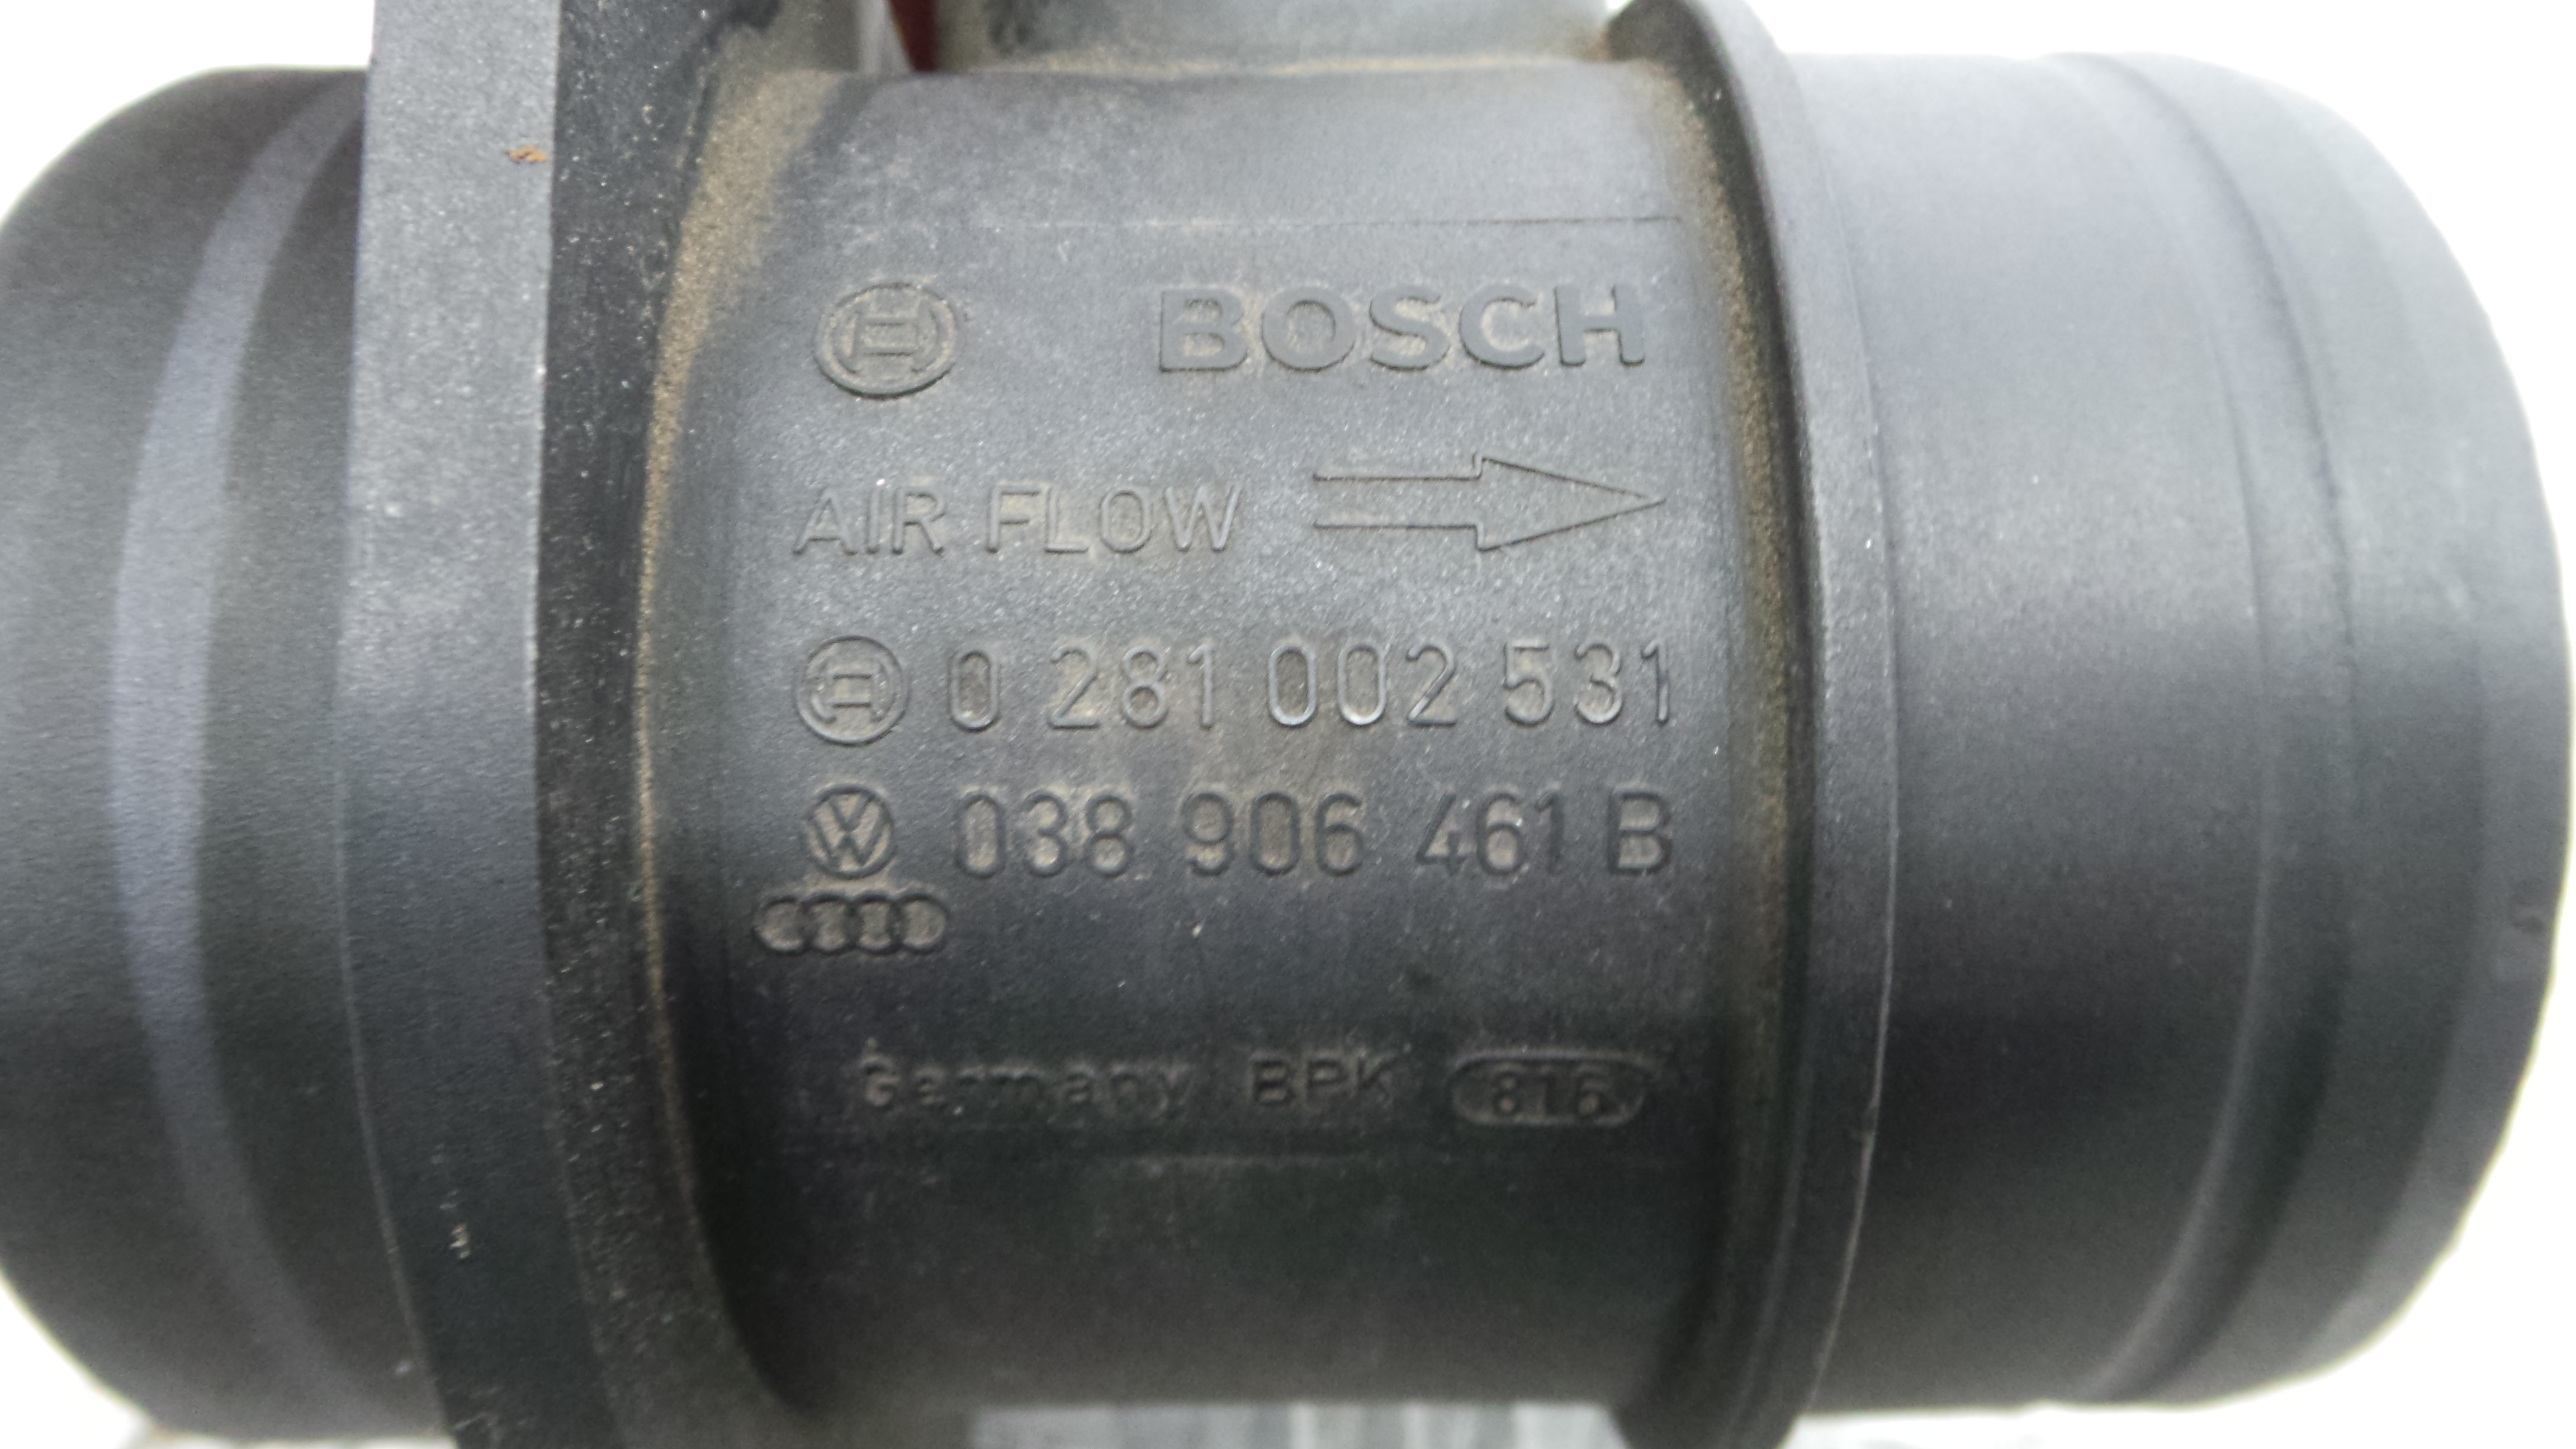 BOSCH
AIR FLOW
0 281 002 531
038 906 461 B
Germany BPK 816